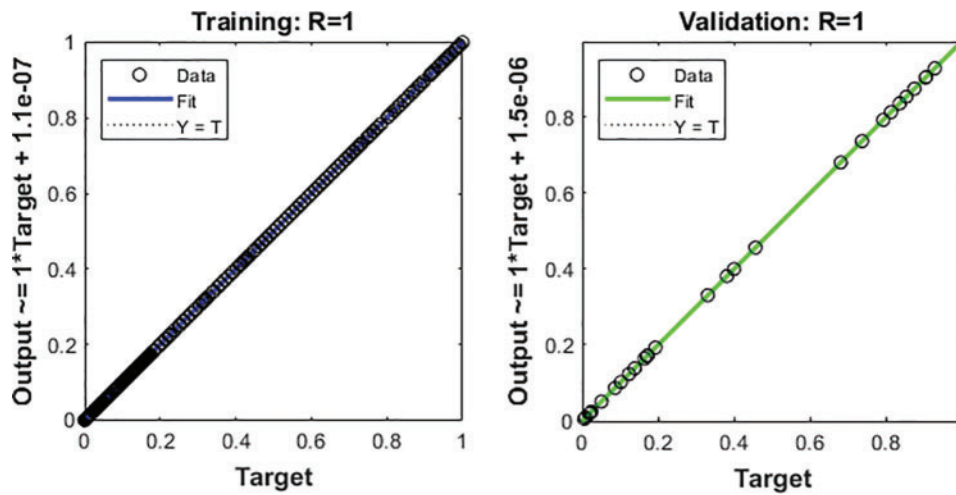 Training: R=1
Output ~= 1*Target + 1.1e-07
1
0.8
0.6
0.4
0.2
0
Data
Fit
Y = T
0
0.2
0.4
0.6
0.8
1
Target
Validation: R=1
Output ~= 1*Target + 1.5e-06
0.8
0.6
0.4
0.2
0
Data
Fit
Y = T
0
0.2
0.4
0.6
0.8
Target